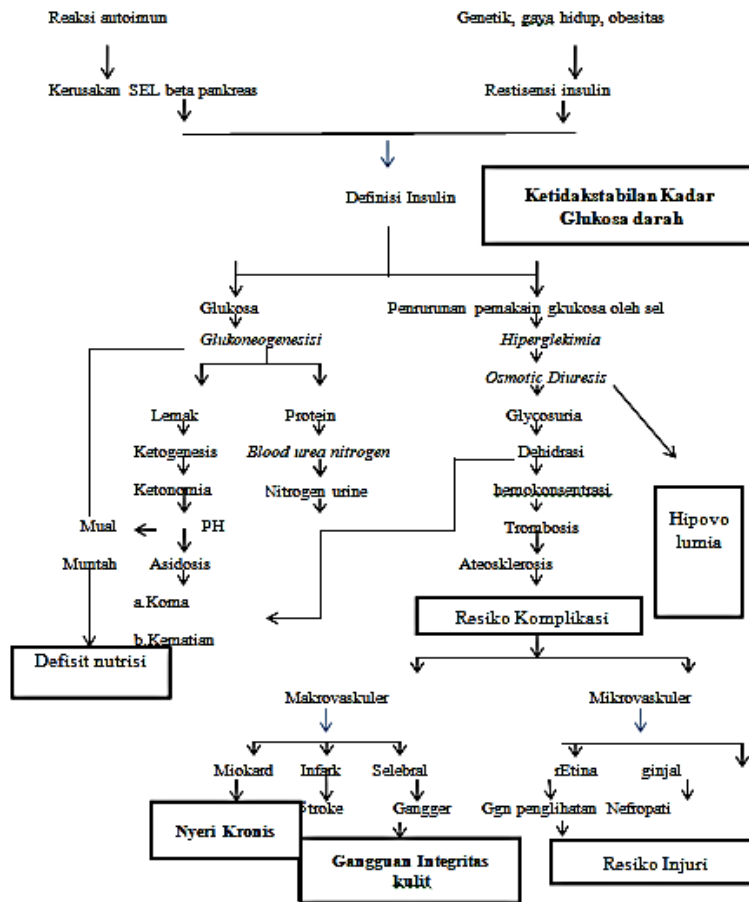 Reaksi autoimun
Genetik, gaya hidup, obesitas
Kerusakan SEL beta pankreas
Restisensi insulin
Definisi Insulin
Ketidakstabilan Kadar
Glukosa darah
Glukosa
Penrurunan pemakain gkukosa oleh sel
Glukoneogenesisi
Hiperglekimia
Osmotic Diuresis
Lemak
Protein
Glycosuria
Ketogenesis
Blood urea nitrogen
Dehidrasi
Ketonomia
Nitrogen urine
hemokonsentrasi
Hipovo
lumia
Mual
PH
Trombosis
Muntah
Asidosis
Ateosklerosis
a.Koma
b.Kematian
Resiko Komplikasi
Defisit nutrisi
Makrovaskuler
Mikrovaskuler
Miokard
Infark
Selebral
rEtina
ginjal
troke
Gangger
Ggn penglihatan
Nefropati
Nyeri Kronis
Gangguan Integritas
kulit
Resiko Injuri